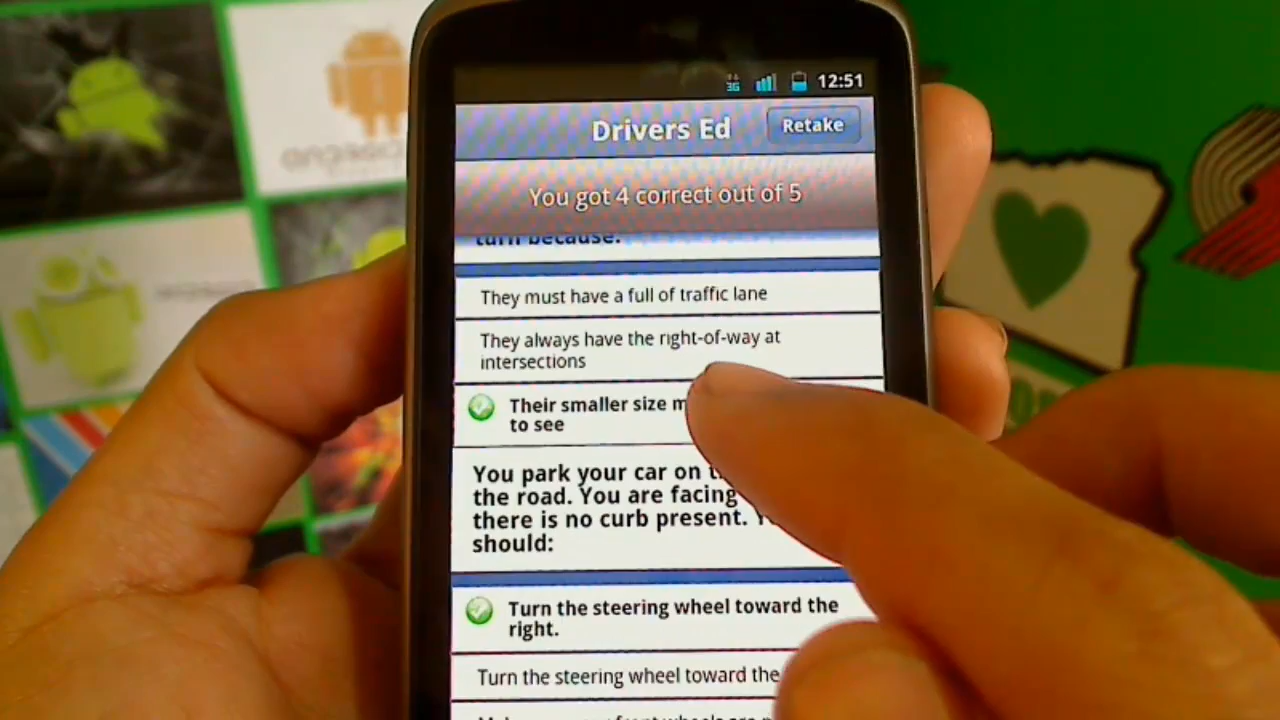 3G 12:51
Drivers Ed Retake
You got 4 correct out of 5
turn because:
They must have a full of traffic lane
They always have the right-of-way at
intersections
Their smaller size
to see
You park your car on
the road. You are facing
there is no curb present.
should:
Turn the steering wheel toward the
right.
Turn the steering wheel toward the